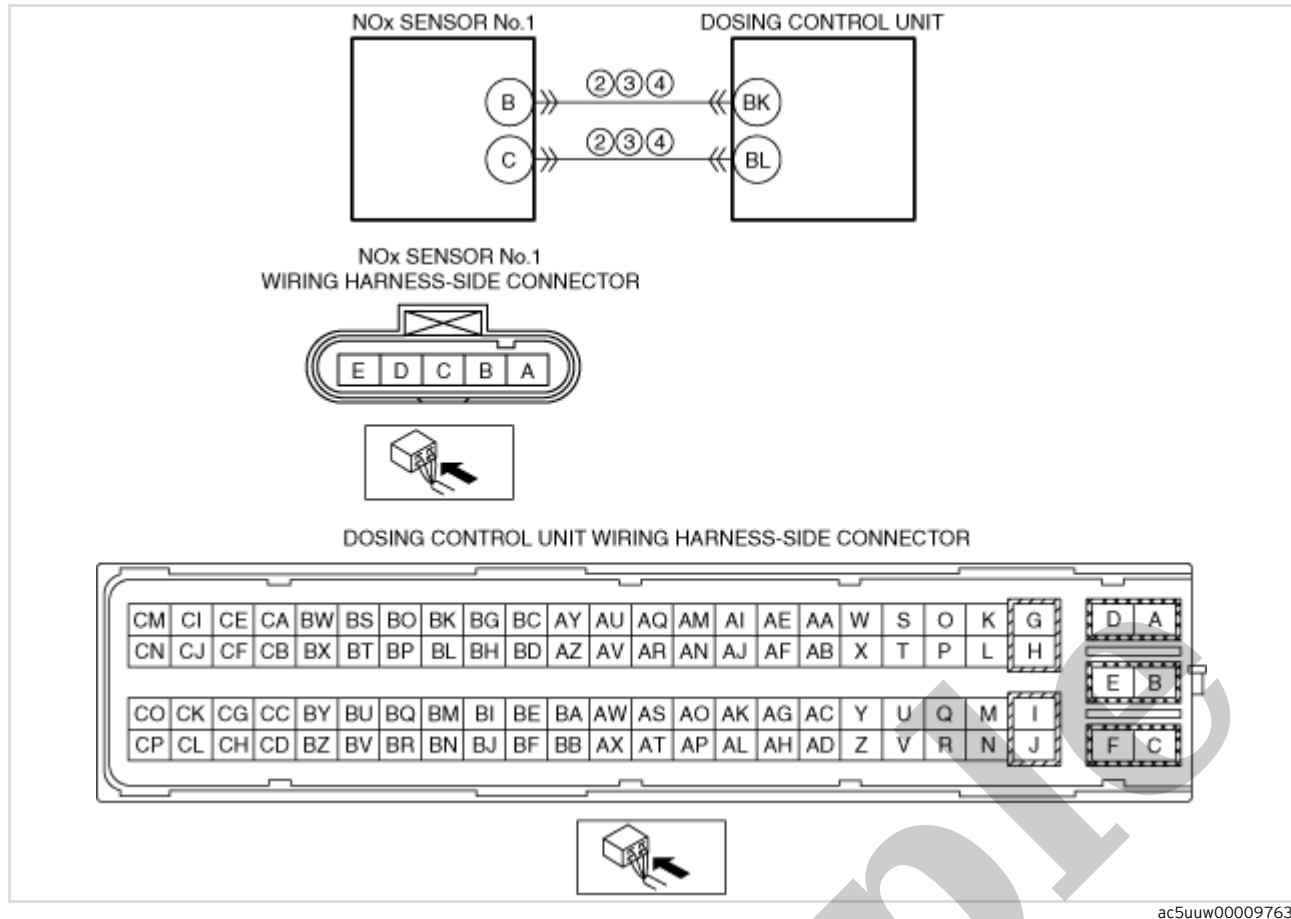 NOx SENSOR No.1 DOSING CONTROL UNIT
B ②③④ BK
C ②③④ BL
NOx SENSOR No.1
WIRING HARNESS-SIDE CONNECTOR
E D C B A
DOSING CONTROL UNIT WIRING HARNESS-SIDE CONNECTOR
CM CI CE CA BW BS BO BK BG BC AY AU AQ AM AI AE AA W S O K G D A
CN CJ CF CB BX BT BP BL BH BD AZ AV AR AN AJ AF AB X T P L H
E B
CO CK CG CC BY BU BQ BM BI BE BA AW AS AO AK AG AC Y U Q M I
CP CL CH CD BZ BV BR BN BJ BF BB AX AT AP AL AH AD Z V R N J F C
ac5uuw00009763